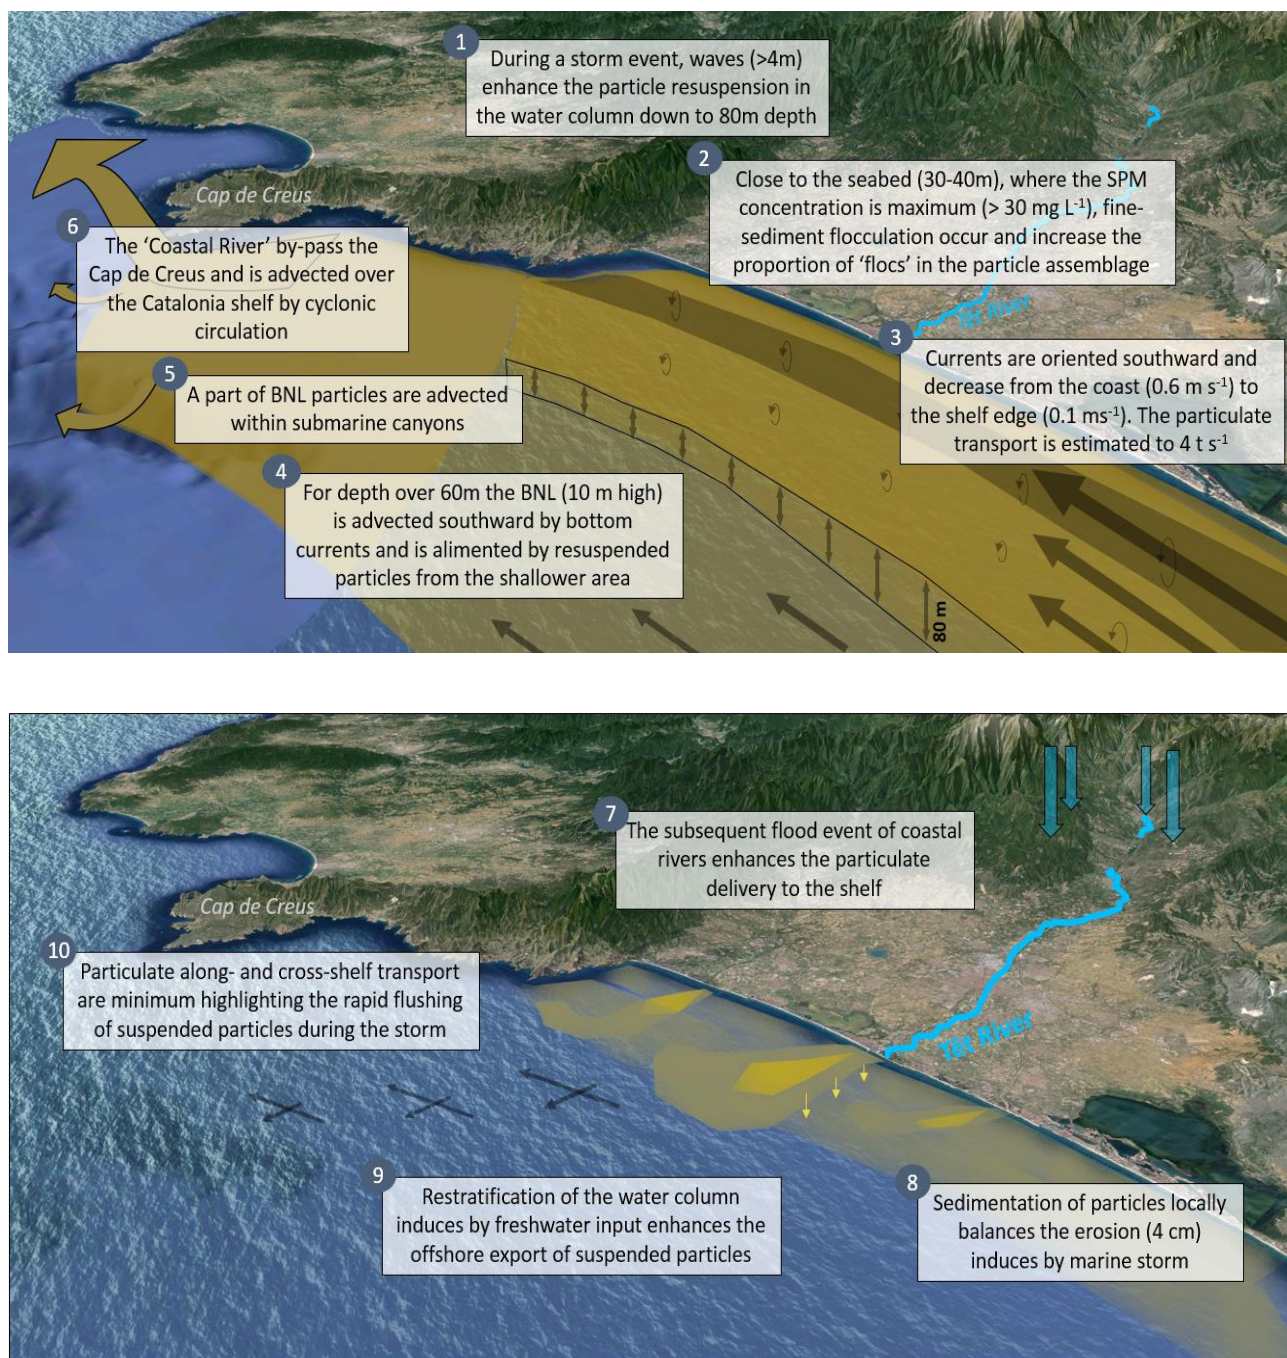 1
During a storm event, waves (>4m)
enhance the particle resuspension in
the water column down to 80m depth
2
Close to the seabed (30-40m), where the SPM
concentration is maximum (> 30 mg L⁻¹), fine-
sediment flocculation occur and increase the
proportion of ‘flocs’ in the particle assemblage
Cap de Creus
6
The ‘Coastal River’ by-pass the
Cap de Creus and is advected over
the Catalonia shelf by cyclonic
circulation
Têt River
3
Currents are oriented southward and
decrease from the coast (0.6 m s⁻¹) to
the shelf edge (0.1 ms⁻¹). The particulate
transport is estimated to 4 t s⁻¹
5
A part of BNL particles are advected
within submarine canyons
4
For depth over 60m the BNL (10 m high)
is advected southward by bottom
currents and is alimented by resuspended
particles from the shallower area
80 m
7
The subsequent flood event of coastal
rivers enhances the particulate
delivery to the shelf
Cap de Creus
10
Particulate along- and cross-shelf transport
are minimum highlighting the rapid flushing
of suspended particles during the storm
Têt River
9
Restratification of the water column
induces by freshwater input enhances the
offshore export of suspended particles
8
Sedimentation of particles locally
balances the erosion (4 cm)
induces by marine storm